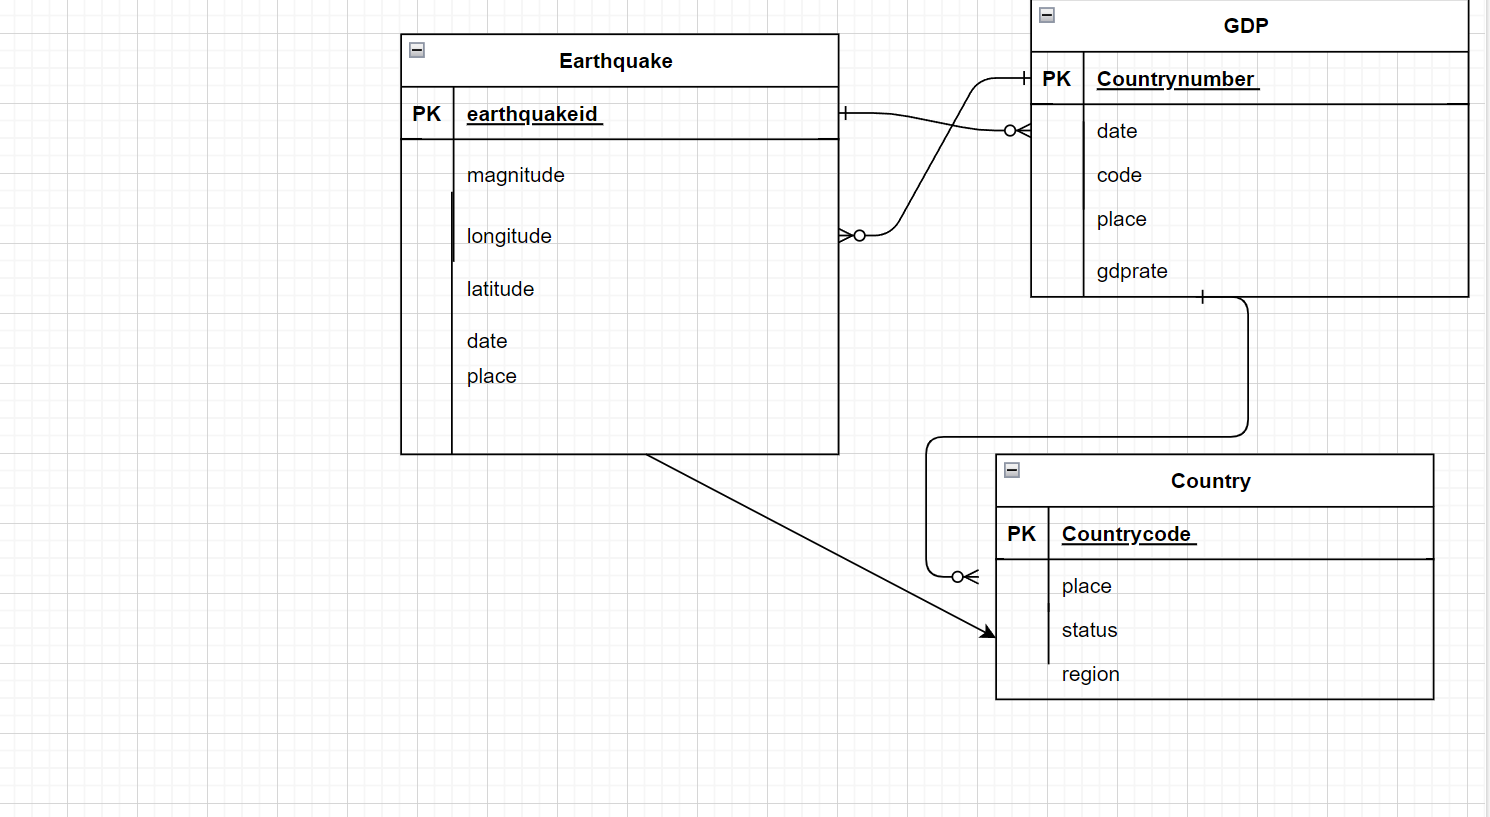 Earthquake
PK earthquakeid
magnitude
longitude
latitude
date
place
GDP
PK Countrynumber
date
code
place
gdprate
Country
PK Countrycode
place
status
region